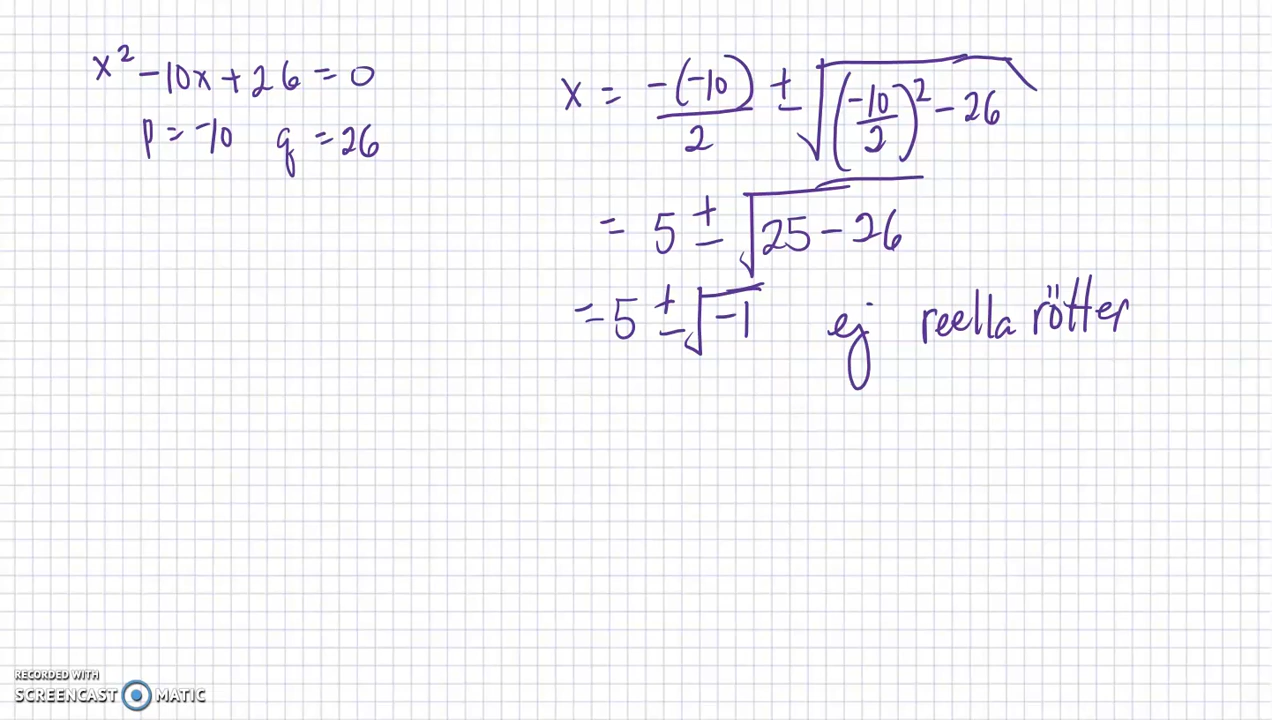 x² - 10x + 26 = 0
p = -10 q = 26
x = -(-10)/2 ± √((-10/2)² - 26)
= 5 ± √(25 - 26)
= 5 ± √-1 ej reella rötter
RECORDED WITH
SCREENCAST MATIC